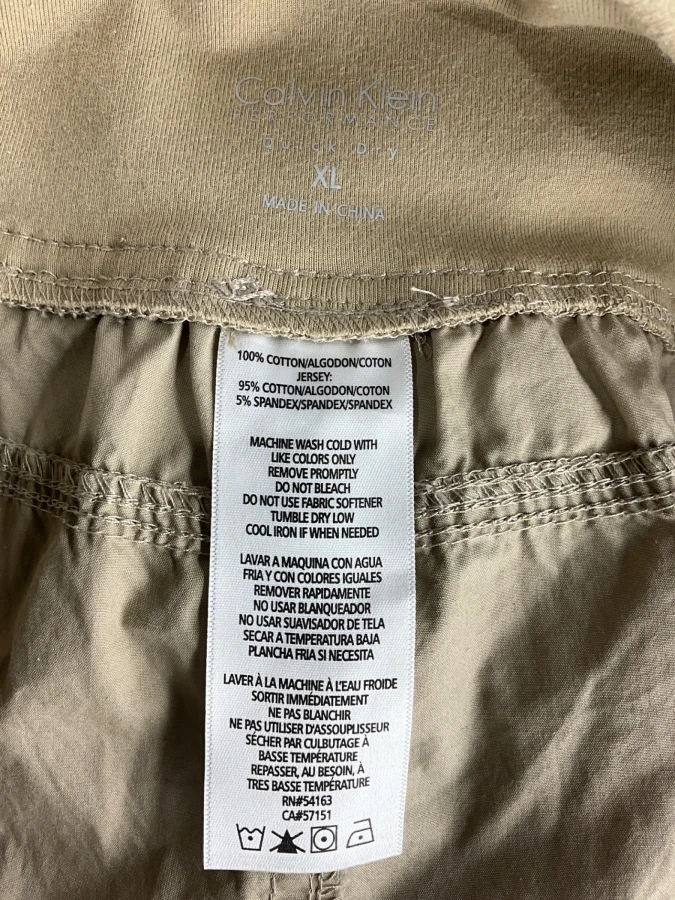 Calvin Klein
PERFORMANCE
Quick Dry
XL
MADE IN CHINA
100% COTTON/ALGODON/COTON
JERSEY:
95% COTTON/ALGODON/COTON
5% SPANDEX/SPANDEX/SPANDEX
MACHINE WASH COLD WITH
LIKE COLORS ONLY
REMOVE PROMPTLY
DO NOT BLEACH
DO NOT USE FABRIC SOFTENER
TUMBLE DRY LOW
COOL IRON IF WHEN NEEDED
LAVAR A MAQUINA CON AGUA
FRIA Y CON COLORES IGUALES
REMOVER RAPIDAMENTE
NO USAR BLANQUEADOR
NO USAR SUAVISADOR DE TELA
SECAR A TEMPERATURA BAJA
PLANCHA FRIA SI NECESITA
LAVER À LA MACHINE À L'EAU FROIDE
SORTIR IMMÉDIATEMENT
NE PAS BLANCHIR
NE PAS UTILISER D'ASSOUPLISSEUR
SÉCHER PAR CULBUTAGE À
BASSE TEMPÉRATURE
REPASSER, AU BESOIN, À
TRES BASSE TEMPÉRATURE
RN#54163
CA#57151